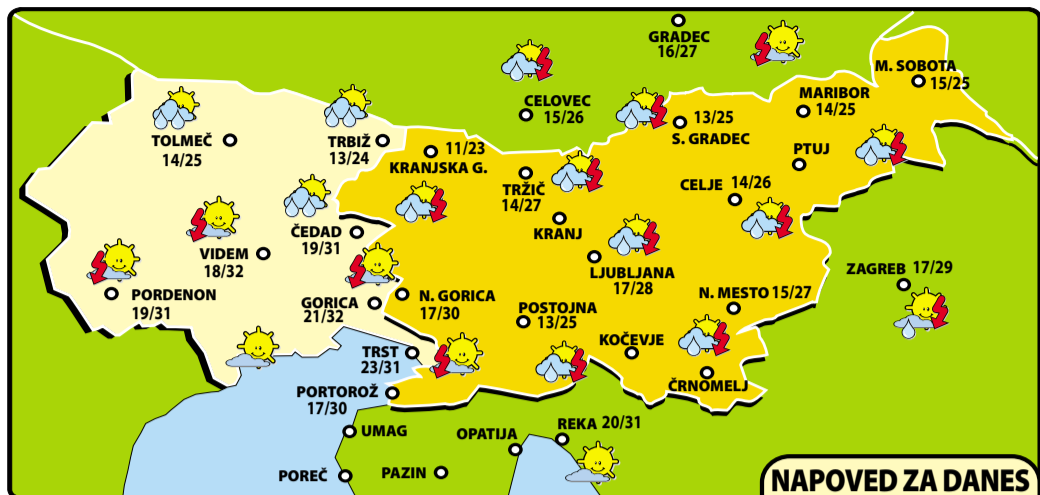 GRADEC
16/27
M. SOBOTA
15/25
MARIBOR
14/25
CELOVEC
15/26
13/25
S. GRADEC
TOLMEČ
14/25
TRBIŽ
13/24
11/23
KRANJSKA G.
PTUJ
TRŽIČ
14/27
CELJE 14/26
KRANJ
ČEDAD
19/31
VIDEM
18/32
LJUBLJANA
17/28
ZAGREB 17/29
PORDENON
19/31
GORICA
21/32
N. GORICA
17/30
POSTOJNA
13/25
N. MESTO 15/27
KOČEVJE
TRST
23/31
ČRNOMELJ
PORTOROŽ
17/30
UMAG
OPATIJA
REKA 20/31
POREČ
PAZIN
NAPOVED ZA DANES